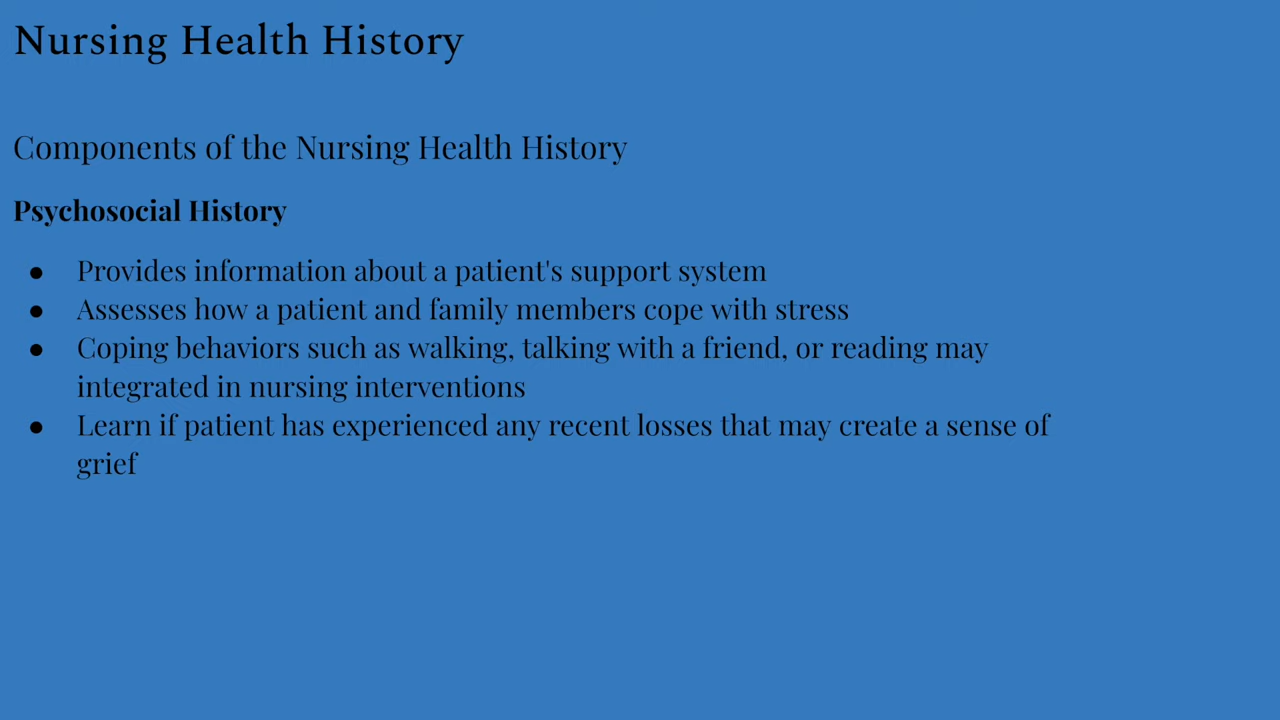 Nursing Health History
Components of the Nursing Health History
Psychosocial History
● Provides information about a patient's support system
● Assesses how a patient and family members cope with stress
● Coping behaviors such as walking, talking with a friend, or reading may
integrated in nursing interventions
● Learn if patient has experienced any recent losses that may create a sense of
grief